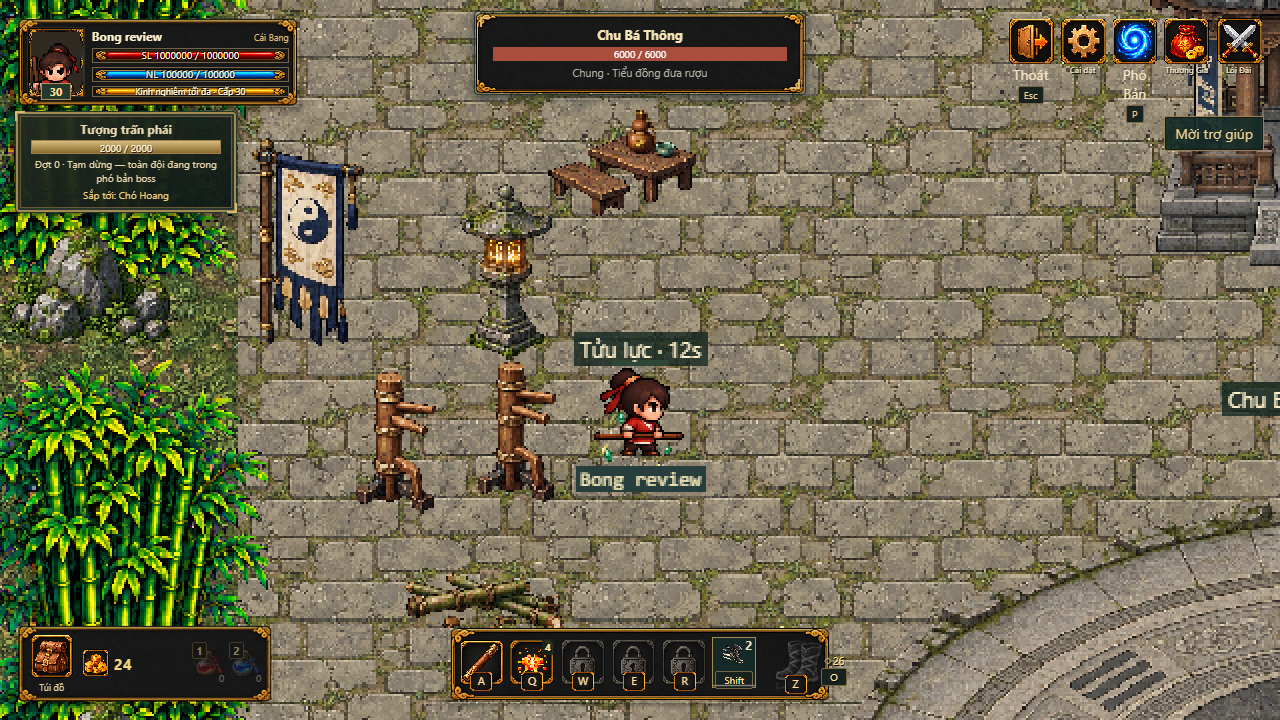 Bong review
Cái Bang
SL 1000000 / 1000000
NL 100000 / 100000
Kinh nghiệm tối đa · Cấp 30
30
Tượng trấn phái
2000 / 2000
Đợt 0 · Tạm dừng — toàn đội đang trong
phó bản boss
Sắp tới: Chó Hoang
Chu Bá Thông
6000 / 6000
Chung · Tiểu đồng đưa rượu
Thoát
Esc
Cài đặt
Phó
Bản
P
Thương Gia
Lôi Đài
Mời trợ giúp
Tửu lực · 12s
Chu B
Bong review
24
Túi đồ
1
0
2
0
A
4
Q
W
E
R
2
Shift
Z
26
O